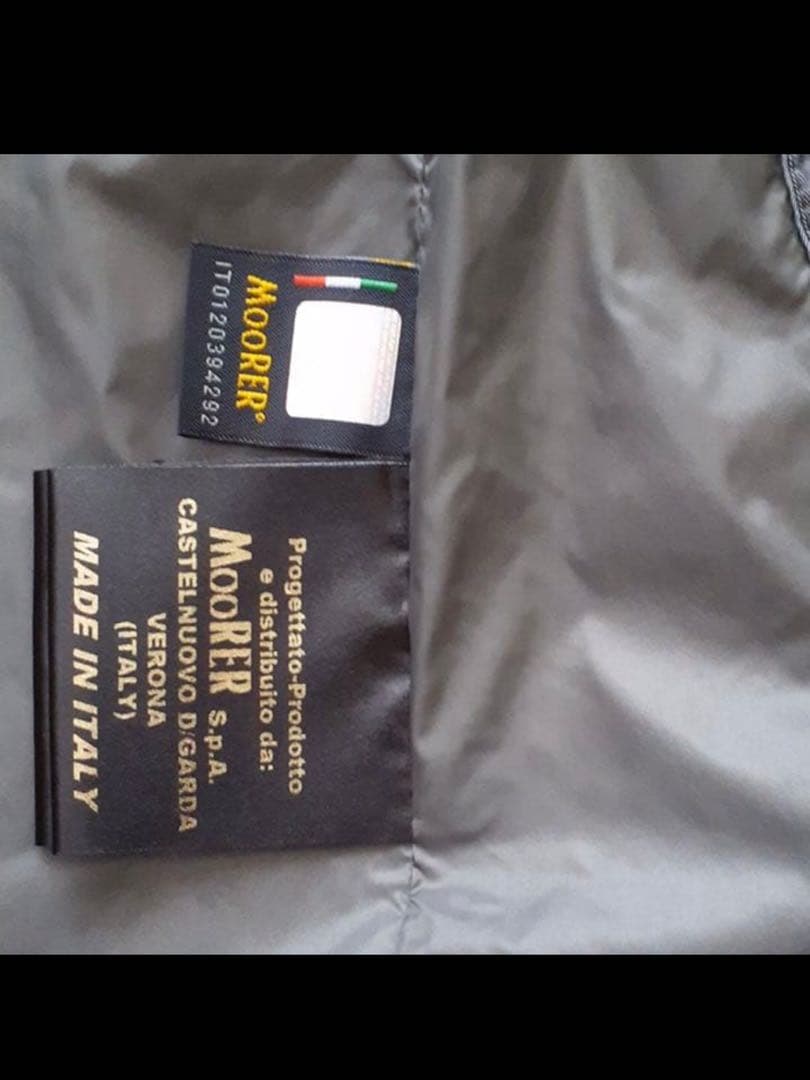 MOORER®
IT0120394292
Progettato-Prodotto
e distribuito da:
MOORER S.p.A.
CASTELNUOVO D/GARDA
VERONA
(ITALY)
MADE IN ITALY